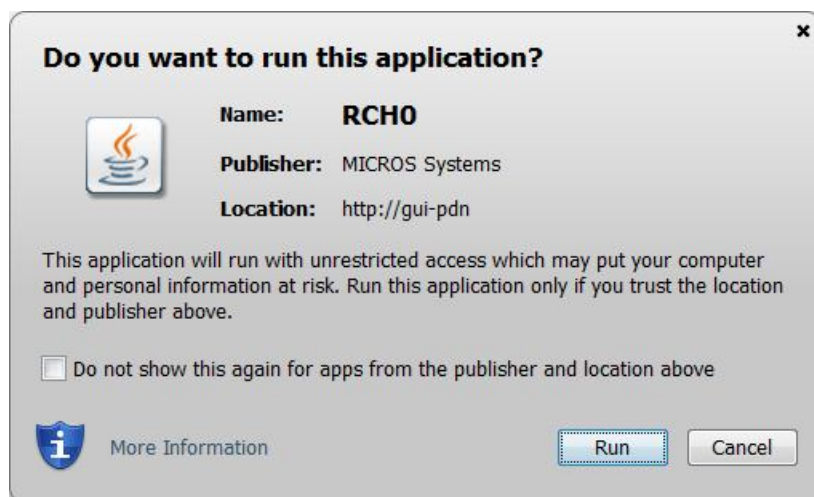 Do you want to run this application?
Name: RCH0
Publisher: MICROS Systems
Location: http://gui-pdn
This application will run with unrestricted access which may put your computer
and personal information at risk. Run this application only if you trust the location
and publisher above.
Do not show this again for apps from the publisher and location above
More Information
Run
Cancel